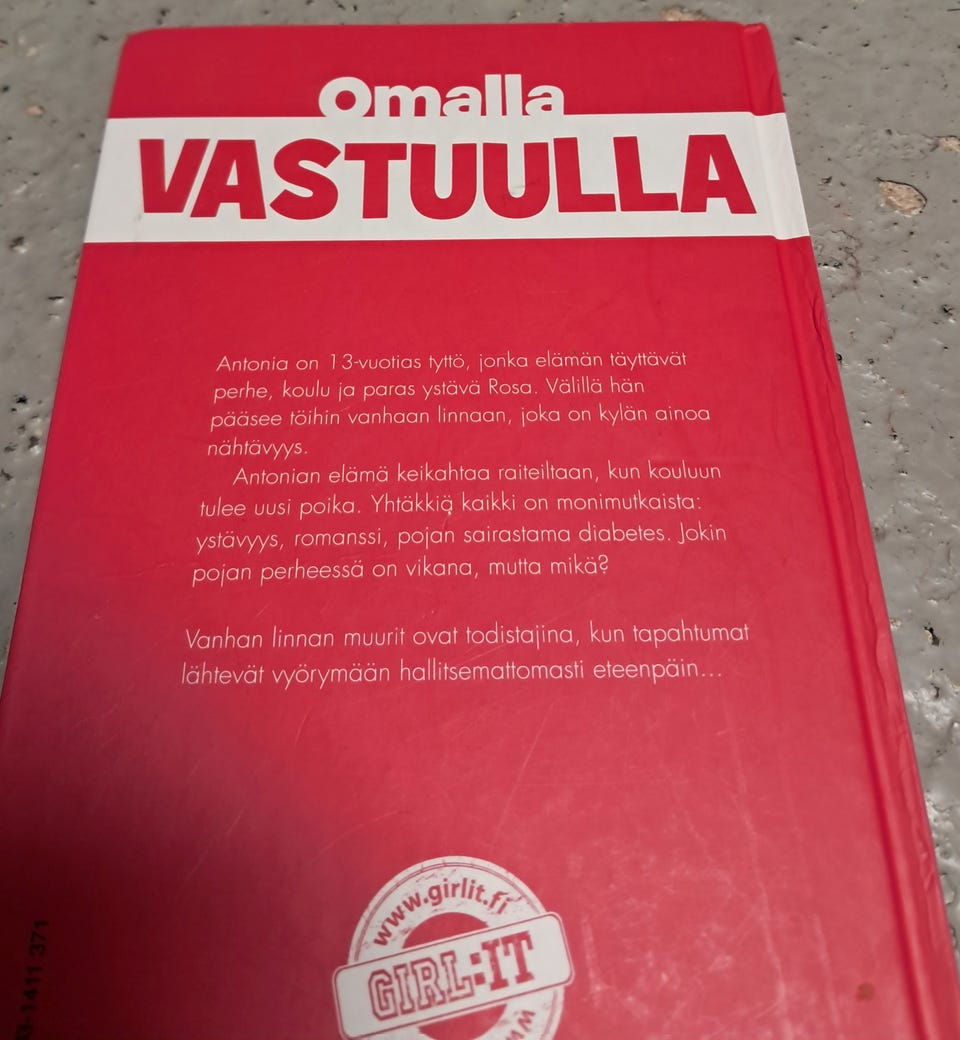 Omalla
VASTUULLA
Antonia on 13-vuotias tyttö, jonka elämän täyttävät
perhe, koulu ja paras ystävä Rosa. Välillä hän
pääsee töihin vanhaan linnaan, joka on kylän ainoa
nähtävyys.
Antonian elämä keikahtaa raiteiltaan, kun kouluun
tulee uusi poika. Yhtäkkiä kaikki on monimutkaista:
ystävyys, romanssi, pojan sairastama diabetes. Jokin
pojan perheessä on vikana, mutta mikä?
Vanhan linnan muurit ovat todistajina, kun tapahtumat
lähtevät vyörymään hallitsemattomasti eteenpäin...
www.girlit.fi
GIRL:IT
-1411 371